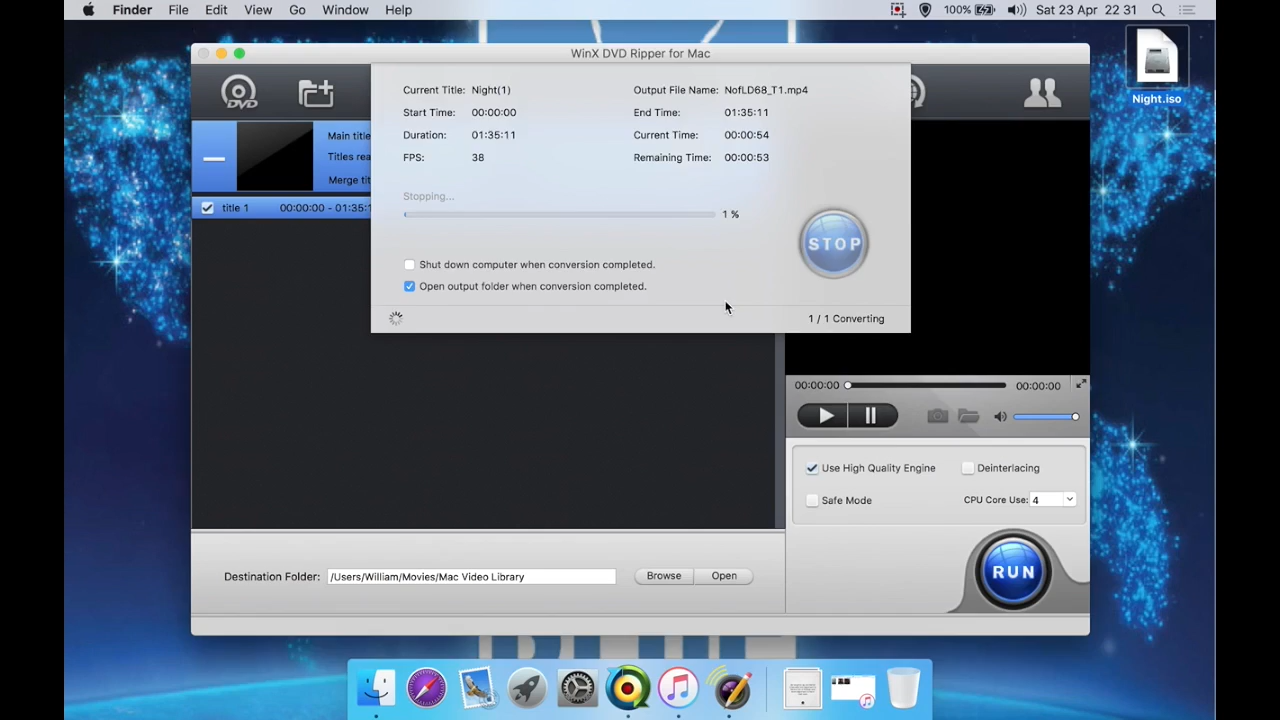 Finder File Edit View Go Window Help 100% Sat 23 Apr 22 31
WinX DVD Ripper for Mac
Night.iso
DVD
Current Title: Night(1) Output File Name: NofLD68_T1.mp4
Start Time: 00:00:00 End Time: 01:35:11
Duration: 01:35:11 Current Time: 00:00:54
FPS: 38 Remaining Time: 00:00:53
Main title
Titles rea
Merge tit
Stopping...
1 %
title 1 00:00:00 - 01:35:1
STOP
Shut down computer when conversion completed.
Open output folder when conversion completed.
1 / 1 Converting
00:00:00 00:00:00
Use High Quality Engine Deinterlacing
Safe Mode CPU Core Use: 4
RUN
Destination Folder: /Users/William/Movies/Mac Video Library Browse Open